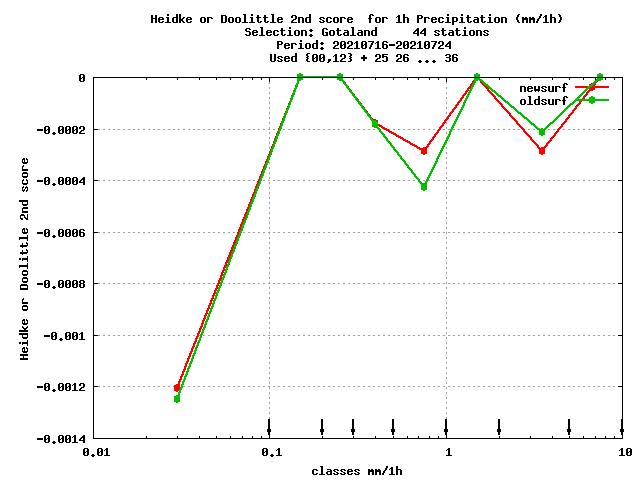 Heidke or Doolittle 2nd score  for 1h Precipitation (mm/1h)
Selection: Gotaland     44 stations
Period: 20210716-20210724
Used {00,12} + 25 26 ... 36
newsurf
oldsurf
Heidke or Doolittle 2nd score
0
-0.0002
-0.0004
-0.0006
-0.0008
-0.001
-0.0012
-0.0014
0.01 0.1 1 10
classes mm/1h